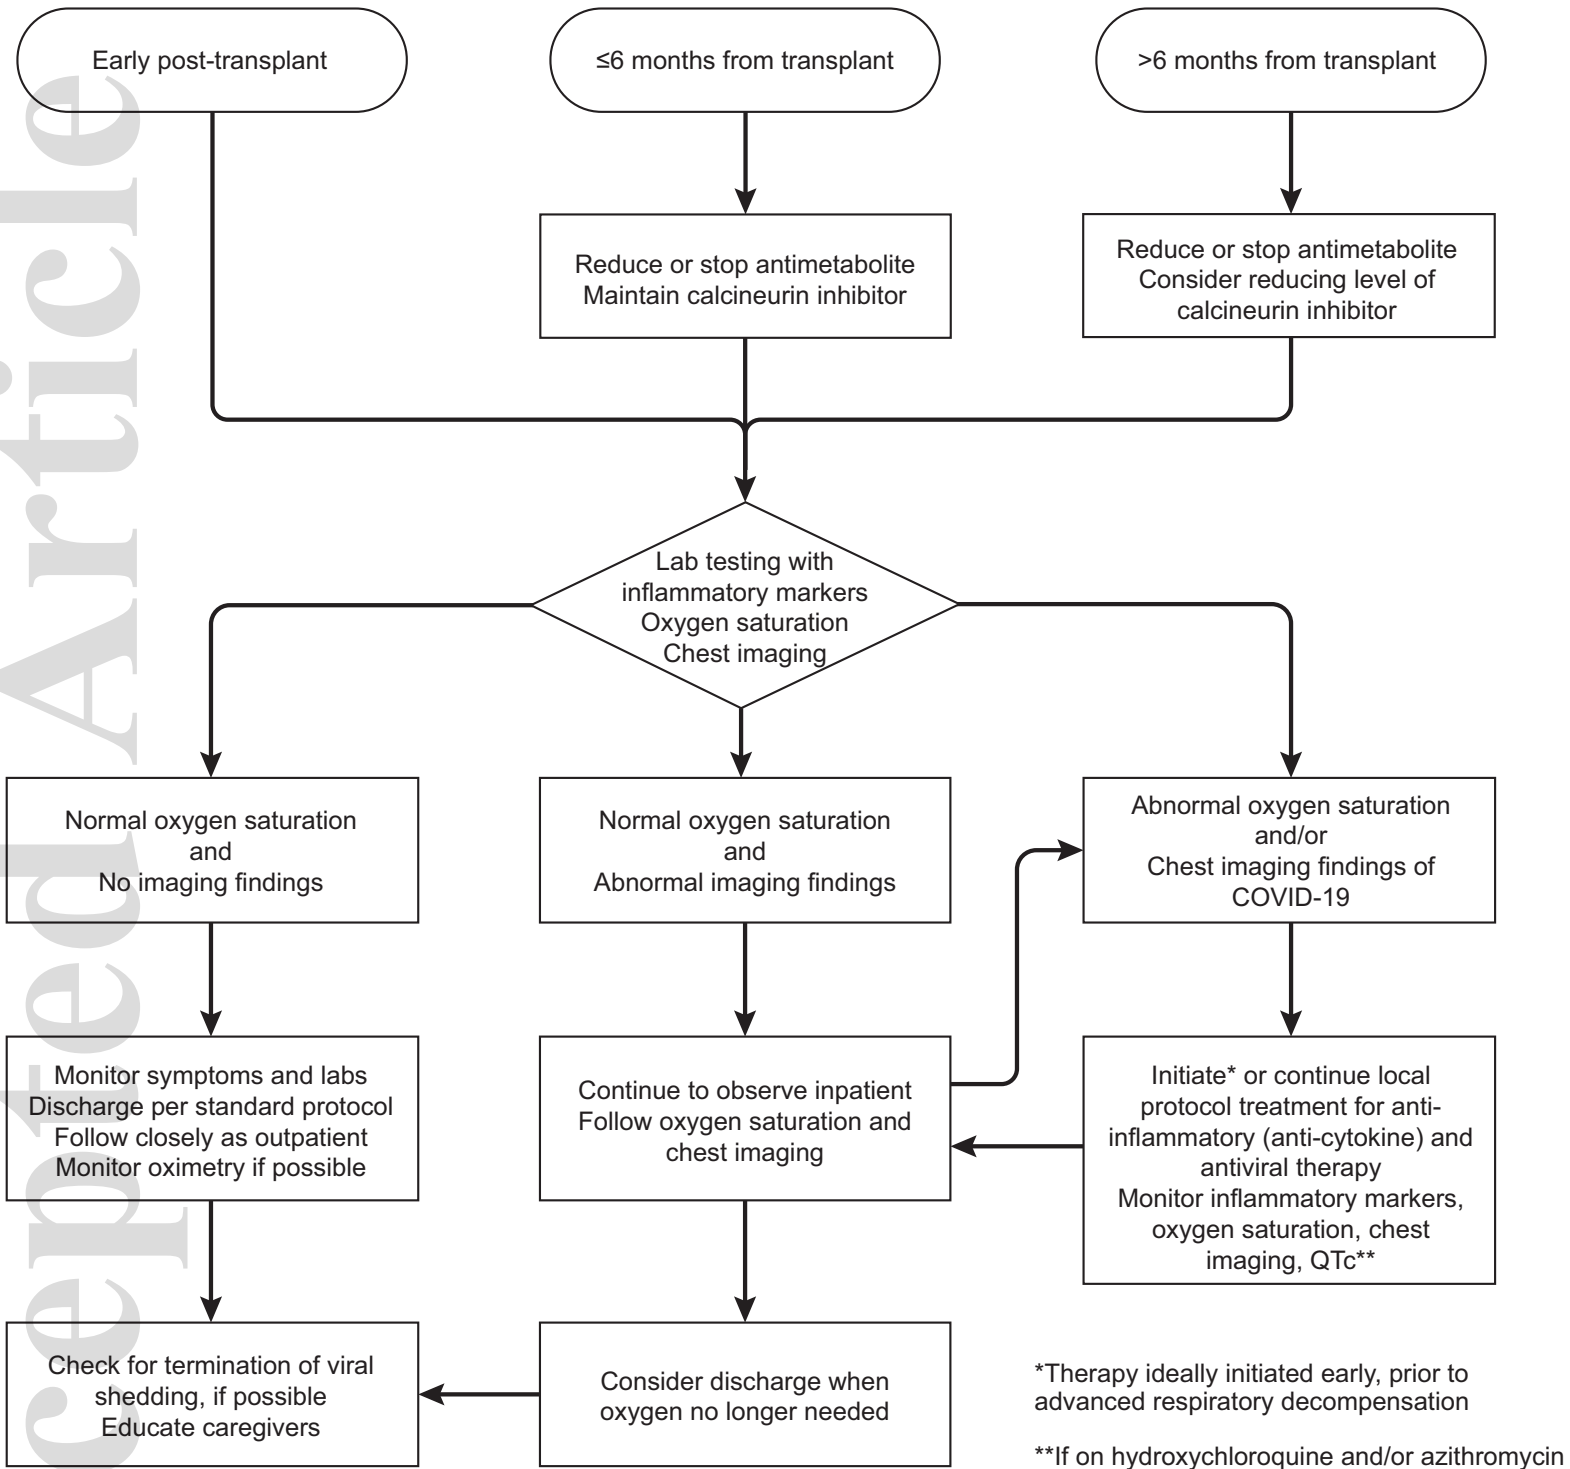 Early post-transplant
≤6 months from transplant
>6 months from transplant
Reduce or stop antimetabolite
Maintain calcineurin inhibitor
Reduce or stop antimetabolite
Consider reducing level of
calcineurin inhibitor
Lab testing with
inflammatory markers
Oxygen saturation
Chest imaging
Normal oxygen saturation
and
No imaging findings
Normal oxygen saturation
and
Abnormal imaging findings
Abnormal oxygen saturation
and/or
Chest imaging findings of
COVID-19
Monitor symptoms and labs
Discharge per standard protocol
Follow closely as outpatient
Monitor oximetry if possible
Continue to observe inpatient
Follow oxygen saturation and
chest imaging
Initiate* or continue local
protocol treatment for anti-
inflammatory (anti-cytokine) and
antiviral therapy
Monitor inflammatory markers,
oxygen saturation, chest
imaging, QTc**
Check for termination of viral
shedding, if possible
Educate caregivers
Consider discharge when
oxygen no longer needed
*Therapy ideally initiated early, prior to
advanced respiratory decompensation
**If on hydroxychloroquine and/or azithromycin
cepted Article